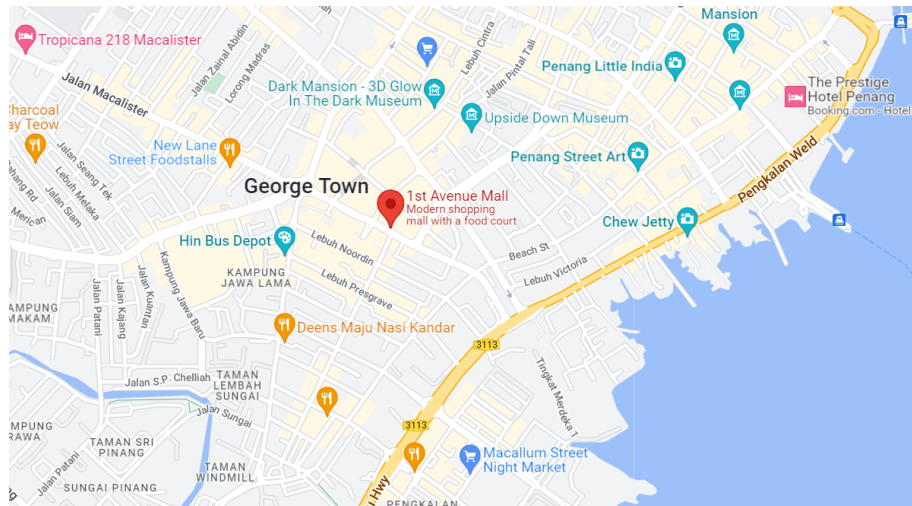 Mansion
Tropicana 218 Macalister
Jalan Zainal Abidin
Lorong Madras
Lebuh Cintra
Jalan Pintal Tali
Penang Little India
Jalan Macalister
Dark Mansion - 3D Glow
In The Dark Museum
The Prestige
Hotel Penang
Booking.com - Hotel
Charcoal
ay Teow
Upside Down Museum
New Lane
Street Foodstalls
Penang Street Art
Pengkalan Weld
Jalan Seang Tek
Lebuh Melaka
Jalan Siam
ahang Rd
Merican
George Town
1st Avenue Mall
Modern shopping
mall with a food court
Chew Jetty
Hin Bus Depot
Lebuh Noordin
Beach St
Lebuh Victoria
KAMPUNG
JAWA LAMA
Lebuh Presgrave
Kampung Jawa Baru
Jalan Kuantan
Jalan Kajang
Jalan Patani
AMPUNG
MAKAM
Deens Maju Nasi Kandar
3113
Tingkat Merdeka 1
Jalan S.P. Chelliah
TAMAN
LEMBAH
SUNGAI
Jalan Sungai
3113
MPUNG
RAWA
TAMAN SRI
PINANG
Macallum Street
Night Market
Jalan Patani
TAMAN
WINDMILL
SUNGAI PINANG
u Hwy
PENGKALAN